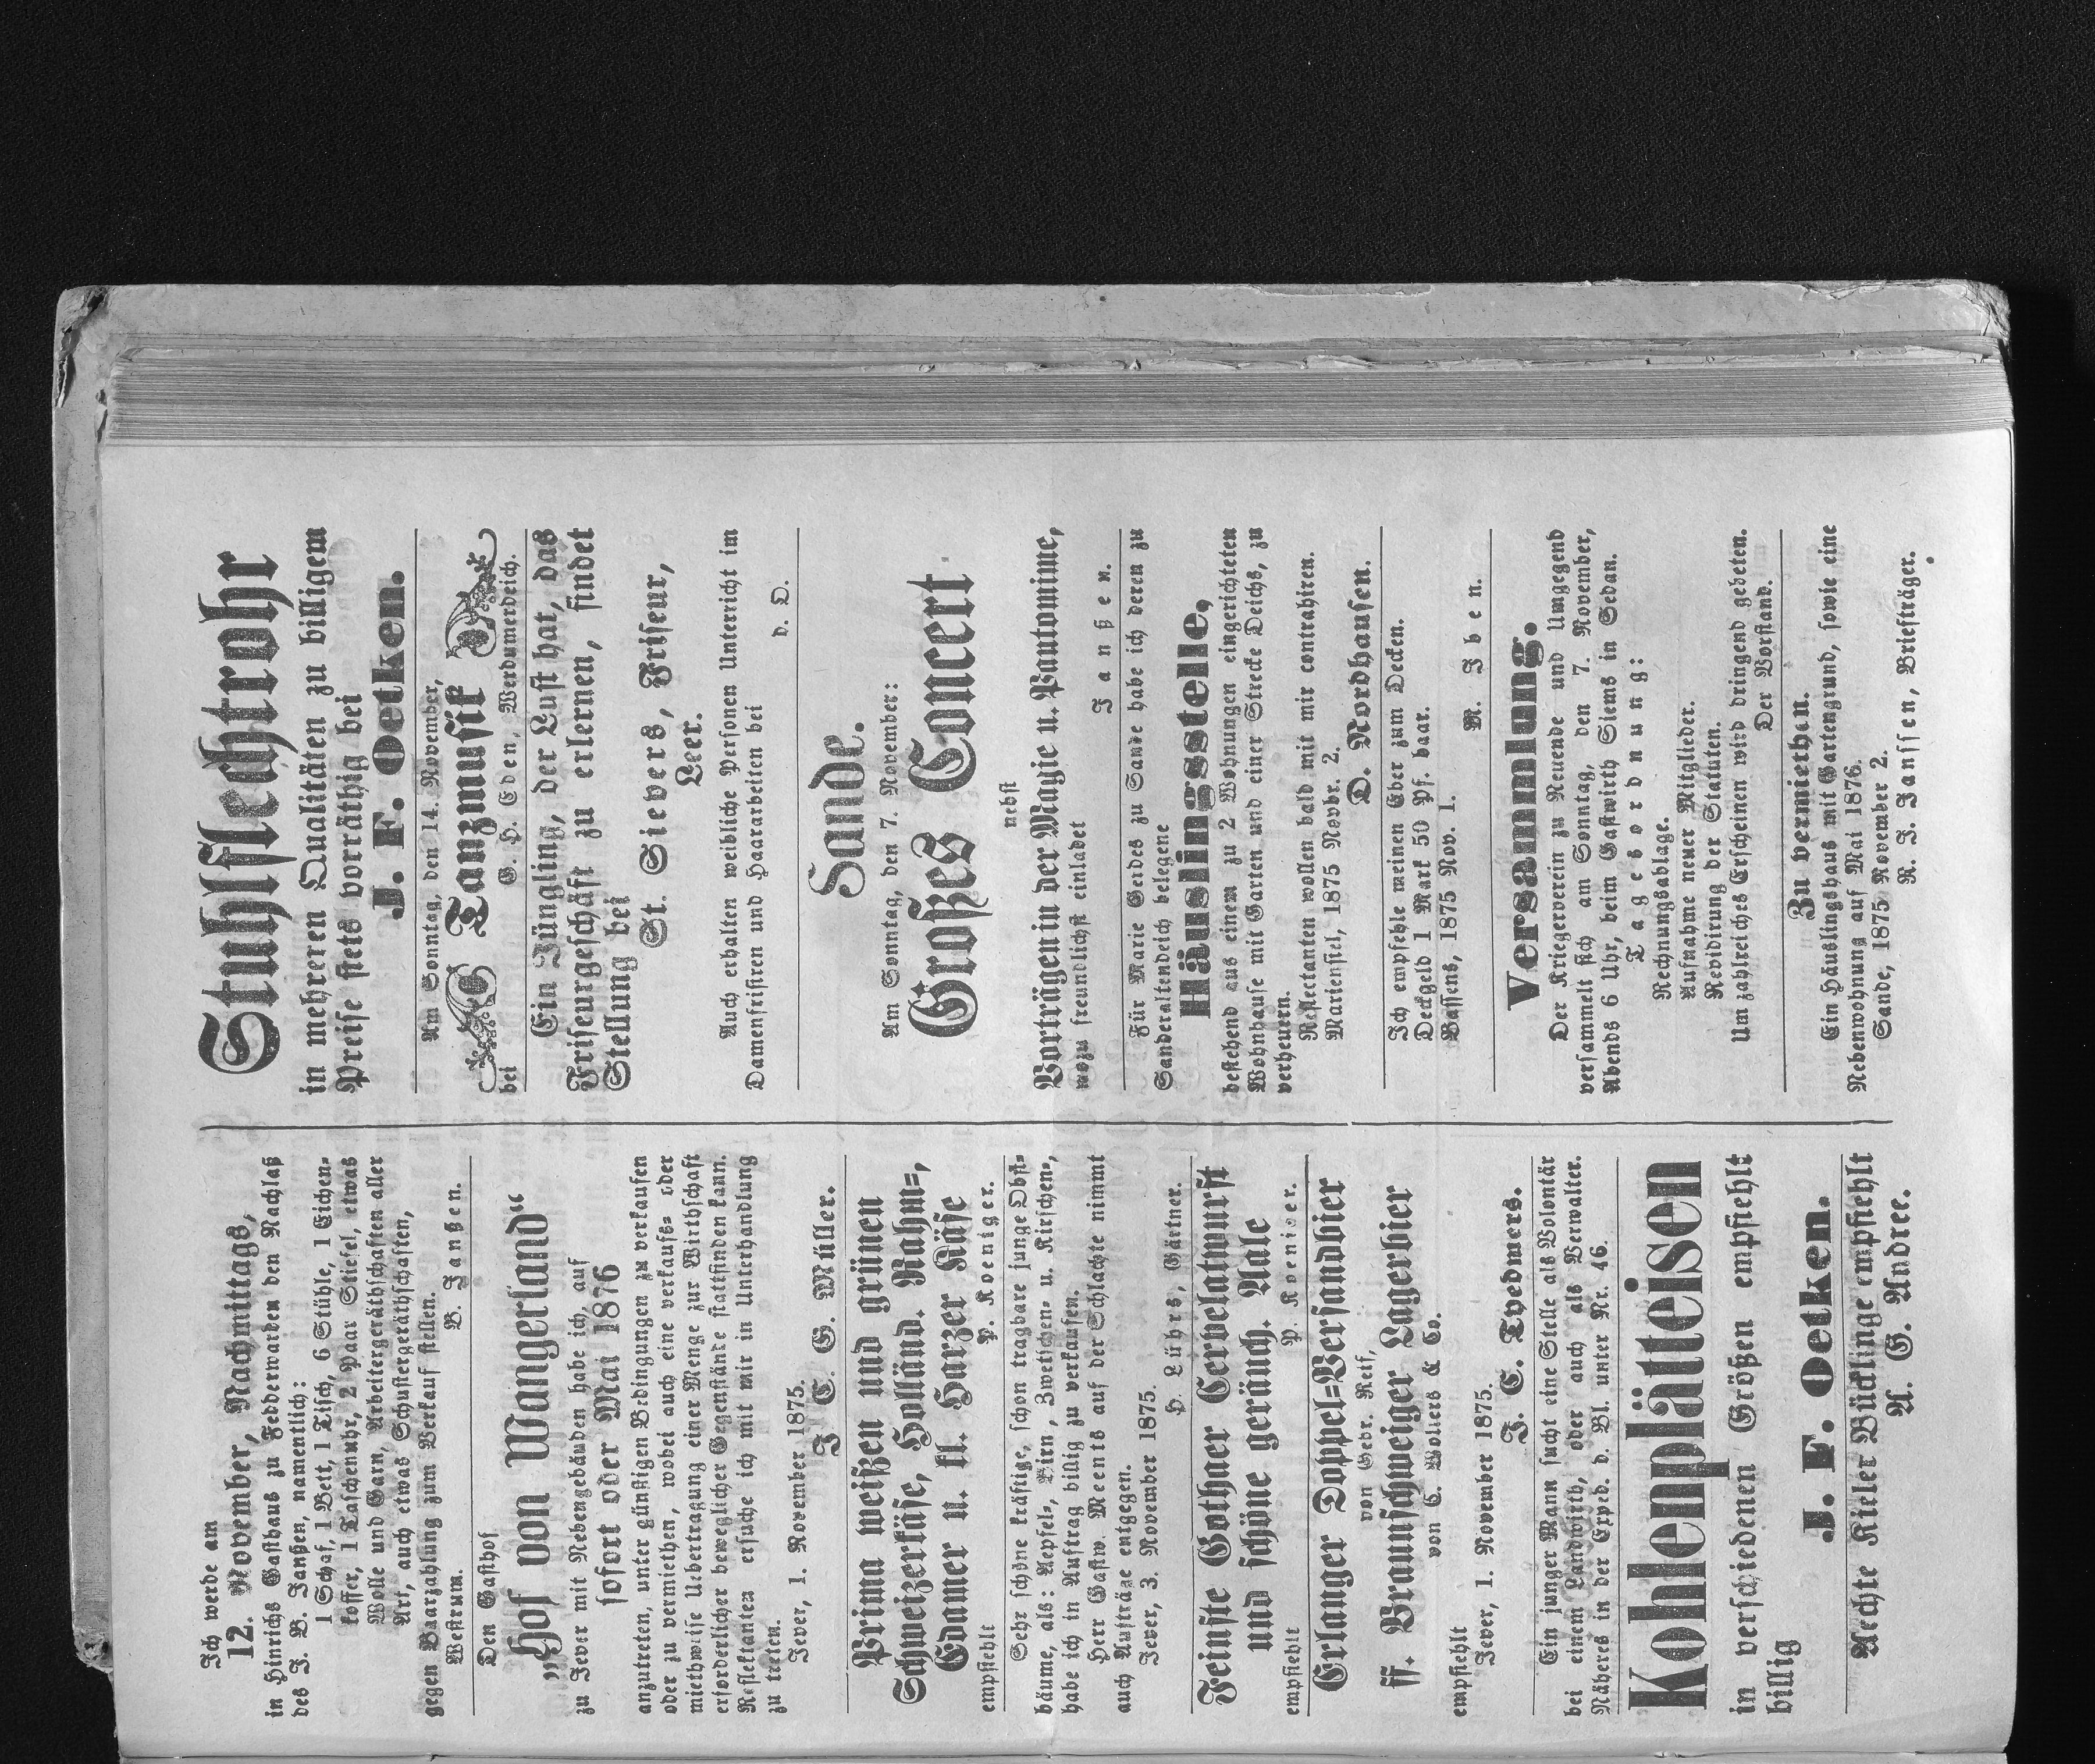 Ich werde am
12. November, Nachmittags,
in Hinrichs Gasthaus zu Fedderwarden den Nachlaß
des J. B. Janßen, namentlich:
1 Schaf, 1 Bett, 1 Tisch, 6 Stühle, 1 Eichen-
koffer, 1 Taschenuhr, 2 Paar Stiefel, etwas
Wolle und Garn, Arbeitergeräthschaften aller
Art, auch etwas Schustergeräthschaften,
gegen Baarzahlung zum Verkauf stellen.
Westrum. B. Janßen.
Den Gasthof
„Hof von Wangerland“
zu Jever mit Nebengebäuden habe ich, auf
sofort oder Mai 1876
anzutreten, unter günstigen Bedingungen zu verkaufen
oder zu vermiethen, wobei auch eine verkaufs- oder
miethweise Übertragung einer Menge zur Wirthschaft
erforderlicher beweglicher Gegenstände stattfinden kann.
Reflektanten ersuche ich mit mir in Unterhandlung
zu treten.
Jever, 1. November 1875.
J. C. G. Müller.
Prima weißen und grünen
Schweizerkäse, Holländ. Rahm-,
Edamer u. fl. Harzer Käse
empfiehlt P. Koeniger.
Sehr schöne kräftige, schon tragbare junge Obst-
bäume, als: Aepfel-, Birn-, Zwetschen- u. Kirschen-,
habe ich in Auftrag billig zu verkaufen.
Herr Gastw. Meents auf der Schlachte nimmt
auch Aufträge entgegen.
Jever, 3. November 1875.
H. Lührs, Gärtner.
Feinste Gothaer Cervelatwurst
und schöne geräuch. Aale
empfiehlt P. Koeniger.
Erlanger Doppel-Versandbier
von Gebr. Reif,
ff. Braunschweiger Lagerbier
von C. Wolters & Co.
empfiehlt
Jever, 1. November 1875.
J. C. Thedmers.
Ein junger Mann sucht eine Stelle als Volontär
bei einem Landwirth, oder auch als Verwalter.
Näheres in der Exped. d. Bl. unter Nr. 46.
Kohlenplätteisen
in verschiedenen Größen empfiehlt
billig
J. F. Oetken.
Aechte Kieler Bücklinge empfiehlt
A. G. Andree.
Stuhlflechtrohr
in mehreren Qualitäten zu billigem
Preise stets vorräthig bei
J. F. Oetken.
Am Sonntag, den 14. November,
Tanzmusik
bei G. H. Eden, Werdumerdeich.
Ein Jüngling, der Lust hat, das
Friseurgeschäft zu erlernen, findet
Stellung bei
St. Sievers, Friseur,
Leer.
Auch erhalten weibliche Personen Unterricht im
Damenfrisiren und Haararbeiten bei
d. O.
Sande.
Am Sonntag, den 7. November:
Großes Concert
nebst
Vorträgen in der Magie u. Pantomime,
wozu freundlichst einladet
Janßen.
Für Marie Gerdes zu Sande habe ich deren zu
Sanderaltendeich belegene
Häuslingsstelle,
bestehend aus einem zu 2 Wohnungen eingerichteten
Wohnhause mit Garten und einer Strecke Deichs, zu
verheuern.
Reflectanten wollen bald mit mir contrahiren.
Mariensiel, 1875 Novbr. 2.
D. Nordhausen.
Ich empfehle meinen Eber zum Decken.
Deckgeld 1 Mark 50 Pf. baar.
Wassens, 1875 Nov. 1.
M. Iben.
Versammlung.
Der Kriegerverein zu Neuende und Umgegend
versammelt sich am Sonntag, den 7. November,
Abends 6 Uhr, beim Gastwirth Siems in Sedan.
Tagesordnung:
Rechnungsablage.
Aufnahme neuer Mitglieder.
Revidirung der Statuten.
Um zahlreiches Erscheinen wird dringend gebeten.
Der Vorstand.
Zu vermiethen.
Ein Häuslingshaus mit Gartengrund, sowie eine
Nebenwohnung auf Mai 1876.
Sande, 1875 November 2.
R. J. Janssen, Briefträger.